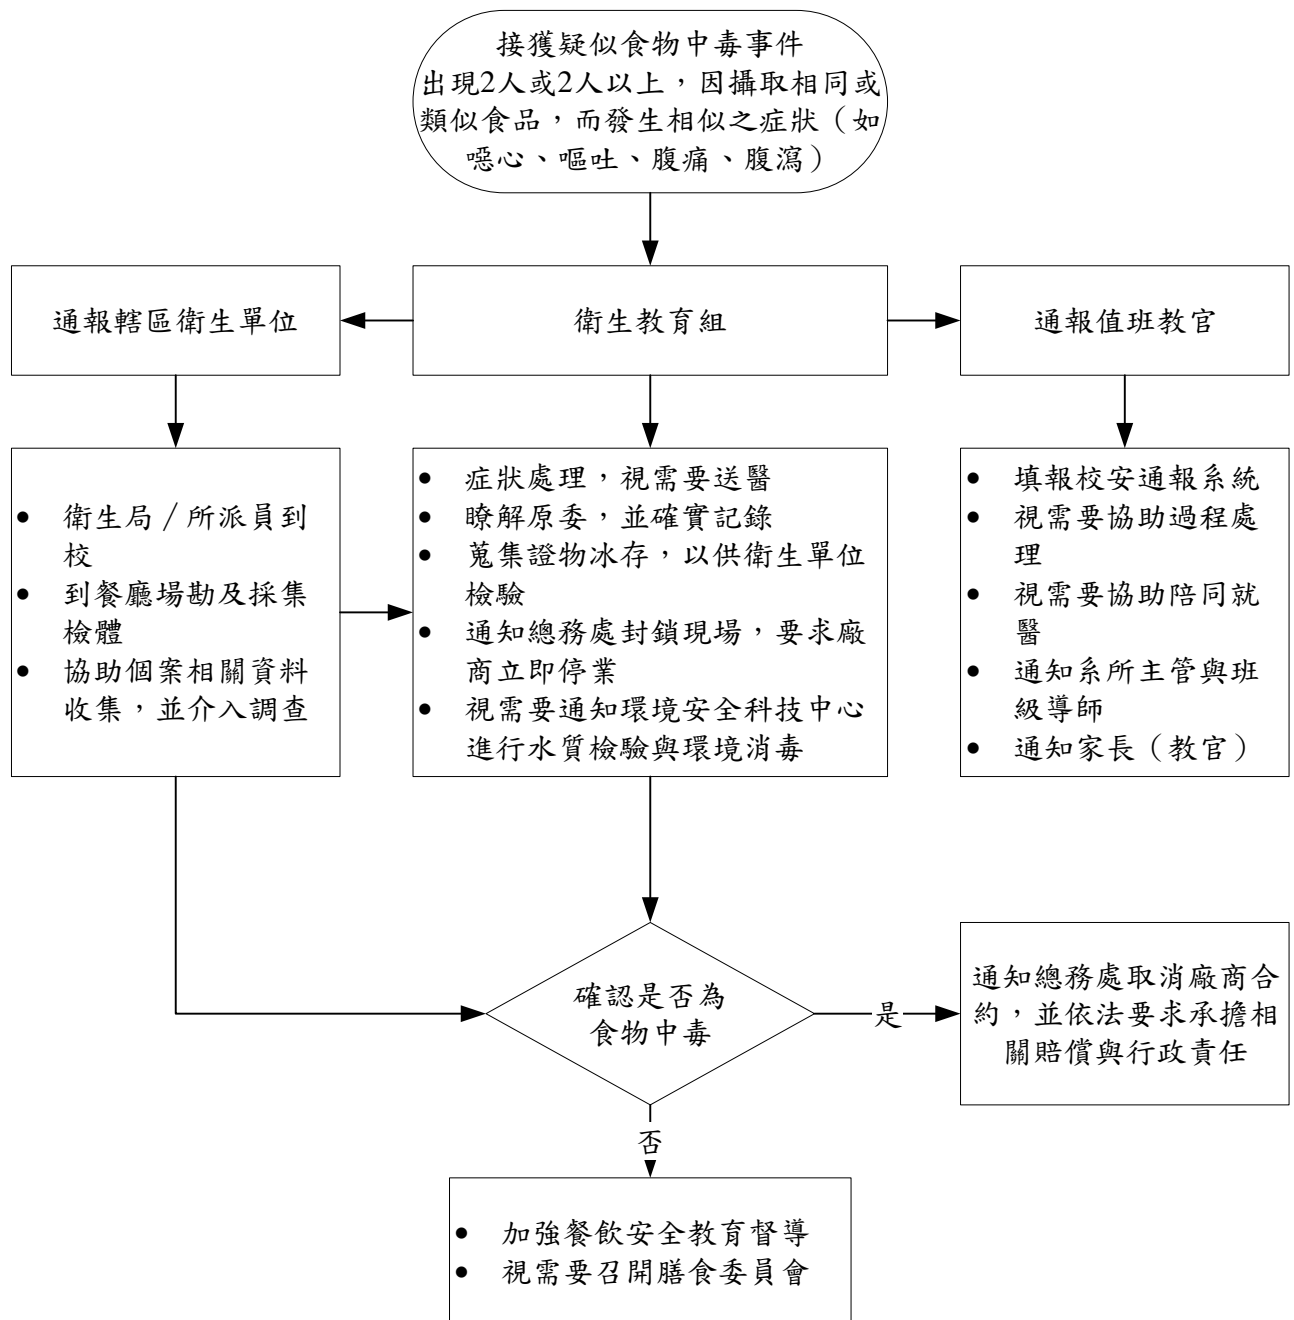 接獲疑似食物中毒事件
出現2人或2人以上，因攝取相同或
類似食品，而發生相似之症狀（如
噁心、嘔吐、腹痛、腹瀉）
通報轄區衛生單位
衛生教育組
通報值班教官
• 衛生局／所派員到
校
• 到餐廳場勘及採集
檢體
• 協助個案相關資料
收集，並介入調查
• 症狀處理，視需要送醫
• 瞭解原委，並確實記錄
• 蒐集證物冰存，以供衛生單位
檢驗
• 通知總務處封鎖現場，要求廠
商立即停業
• 視需要通知環境安全科技中心
進行水質檢驗與環境消毒
• 填報校安通報系統
• 視需要協助過程處
理
• 視需要協助陪同就
醫
• 通知系所主管與班
級導師
• 通知家長（教官）
確認是否為
食物中毒
是
通知總務處取消廠商合
約，並依法要求承擔相
關賠償與行政責任
否
• 加強餐飲安全教育督導
• 視需要召開膳食委員會